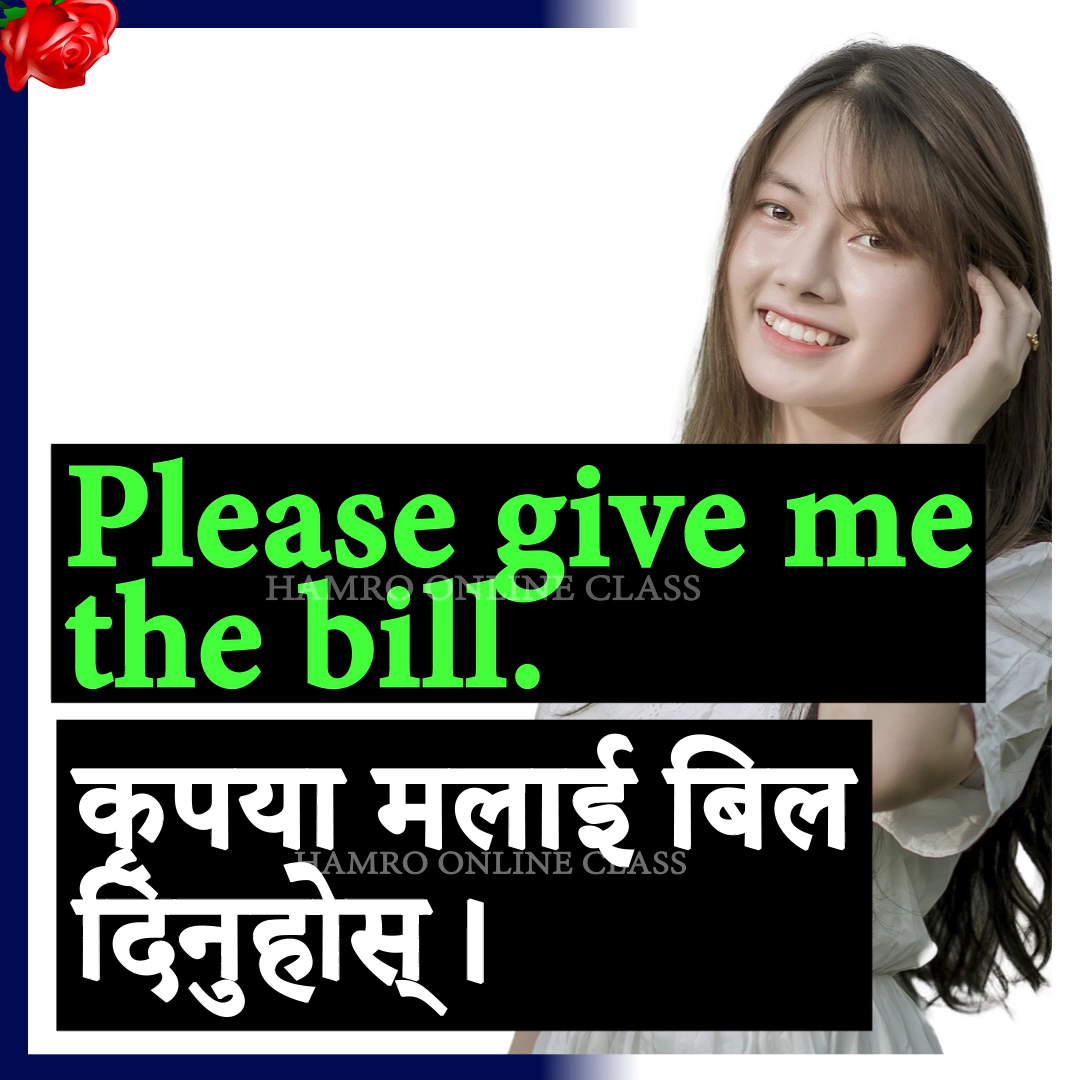 Please give me
HAMRO ONLINE CLASS
the bill.
कृपया मलाई बिल
HAMRO ONLINE CLASS
दिनुहोस् ।